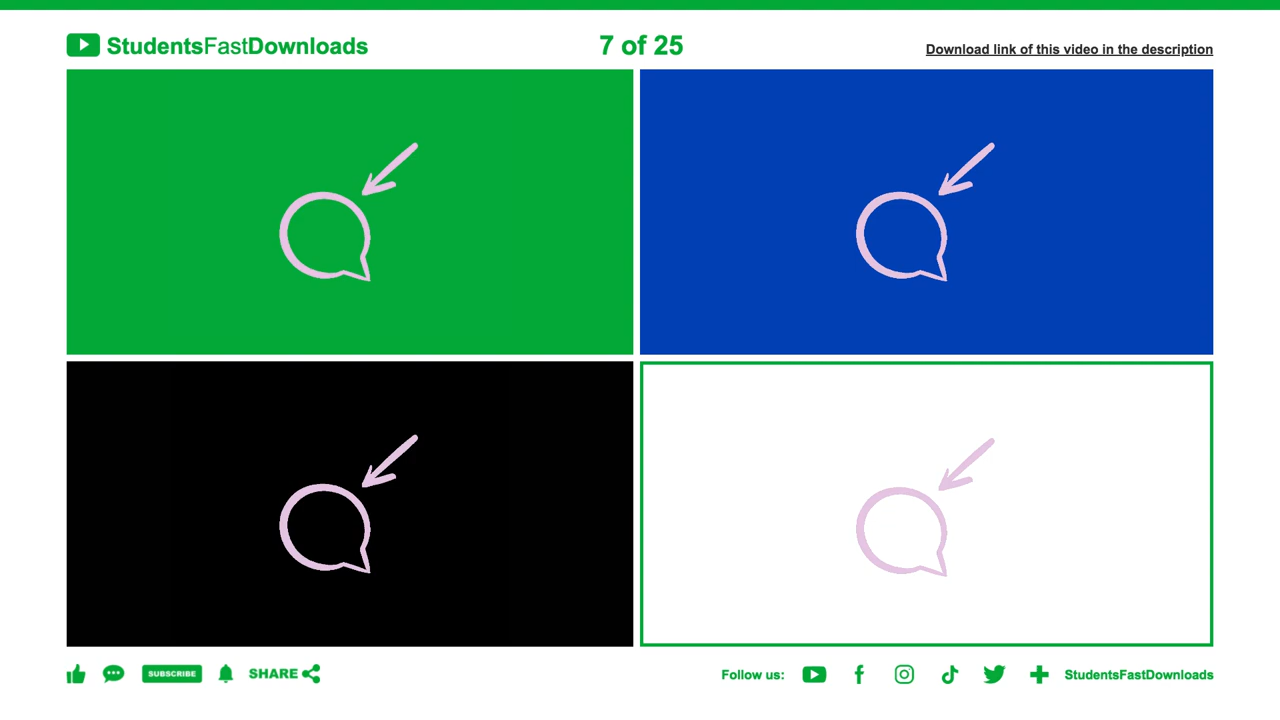 StudentsFastDownloads
7 of 25
Download link of this video in the description
SUBSCRIBE
SHARE
Follow us:
StudentsFastDownloads